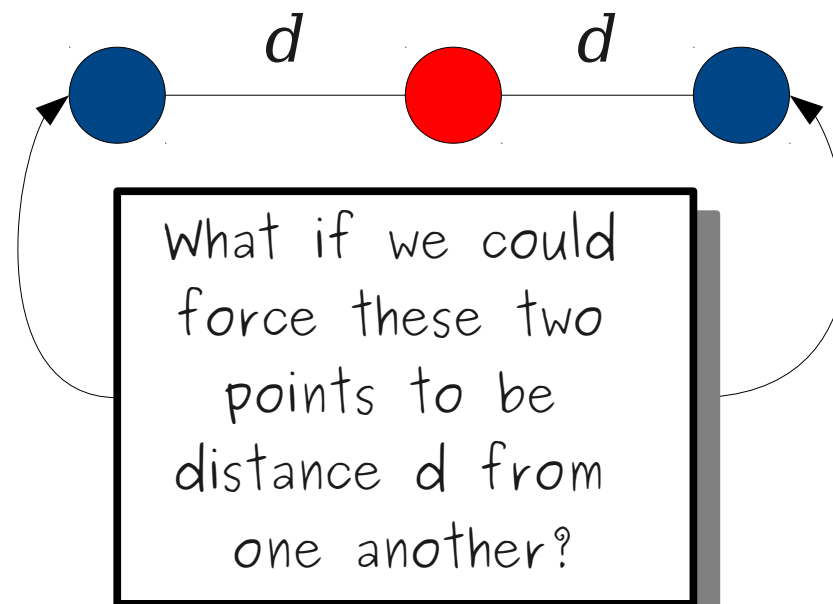 d d
What if we could
force these two
points to be
distance d from
one another?